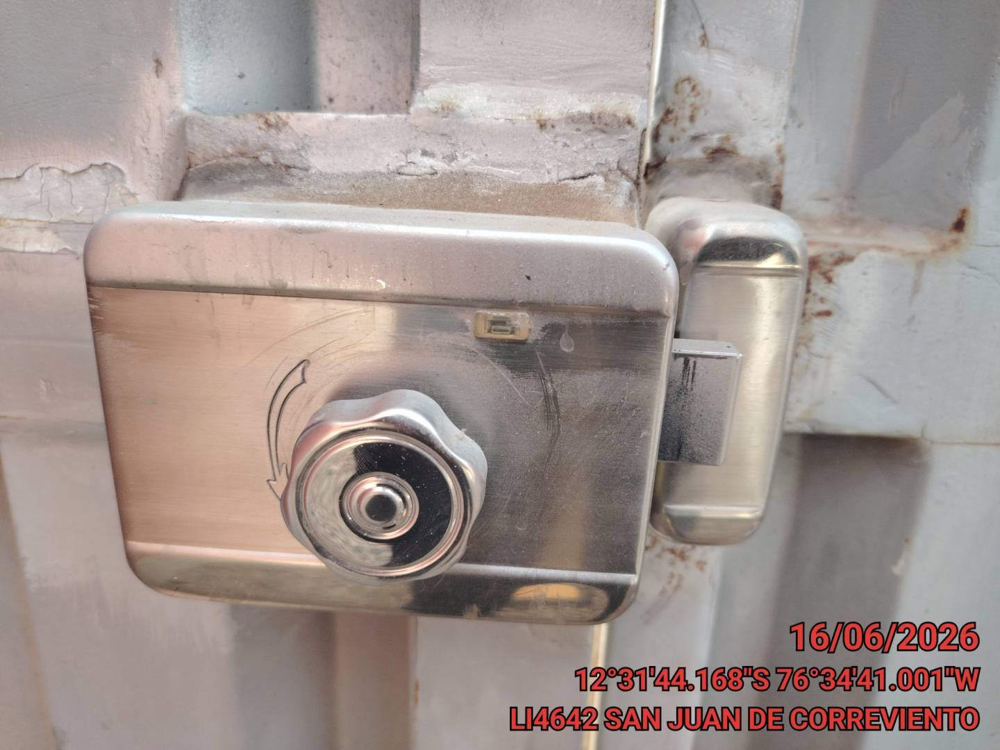 16/06/2026
12°31'44.168"S 76°34'41.001"W
LI4642 SAN JUAN DE CORREVIENTO